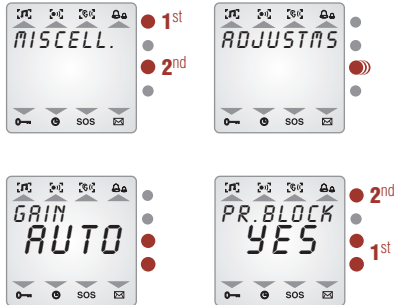 MISCELL.
1st
2nd
SOS
ADJUSTMS
SOS
GAIN
AUTO
SOS
PR.BLOCK
YES
2nd
1st
SOS